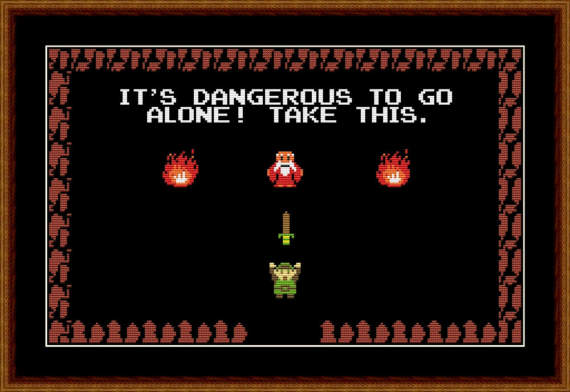 IT'S DANGEROUS TO GO
ALONE! TAKE THIS.